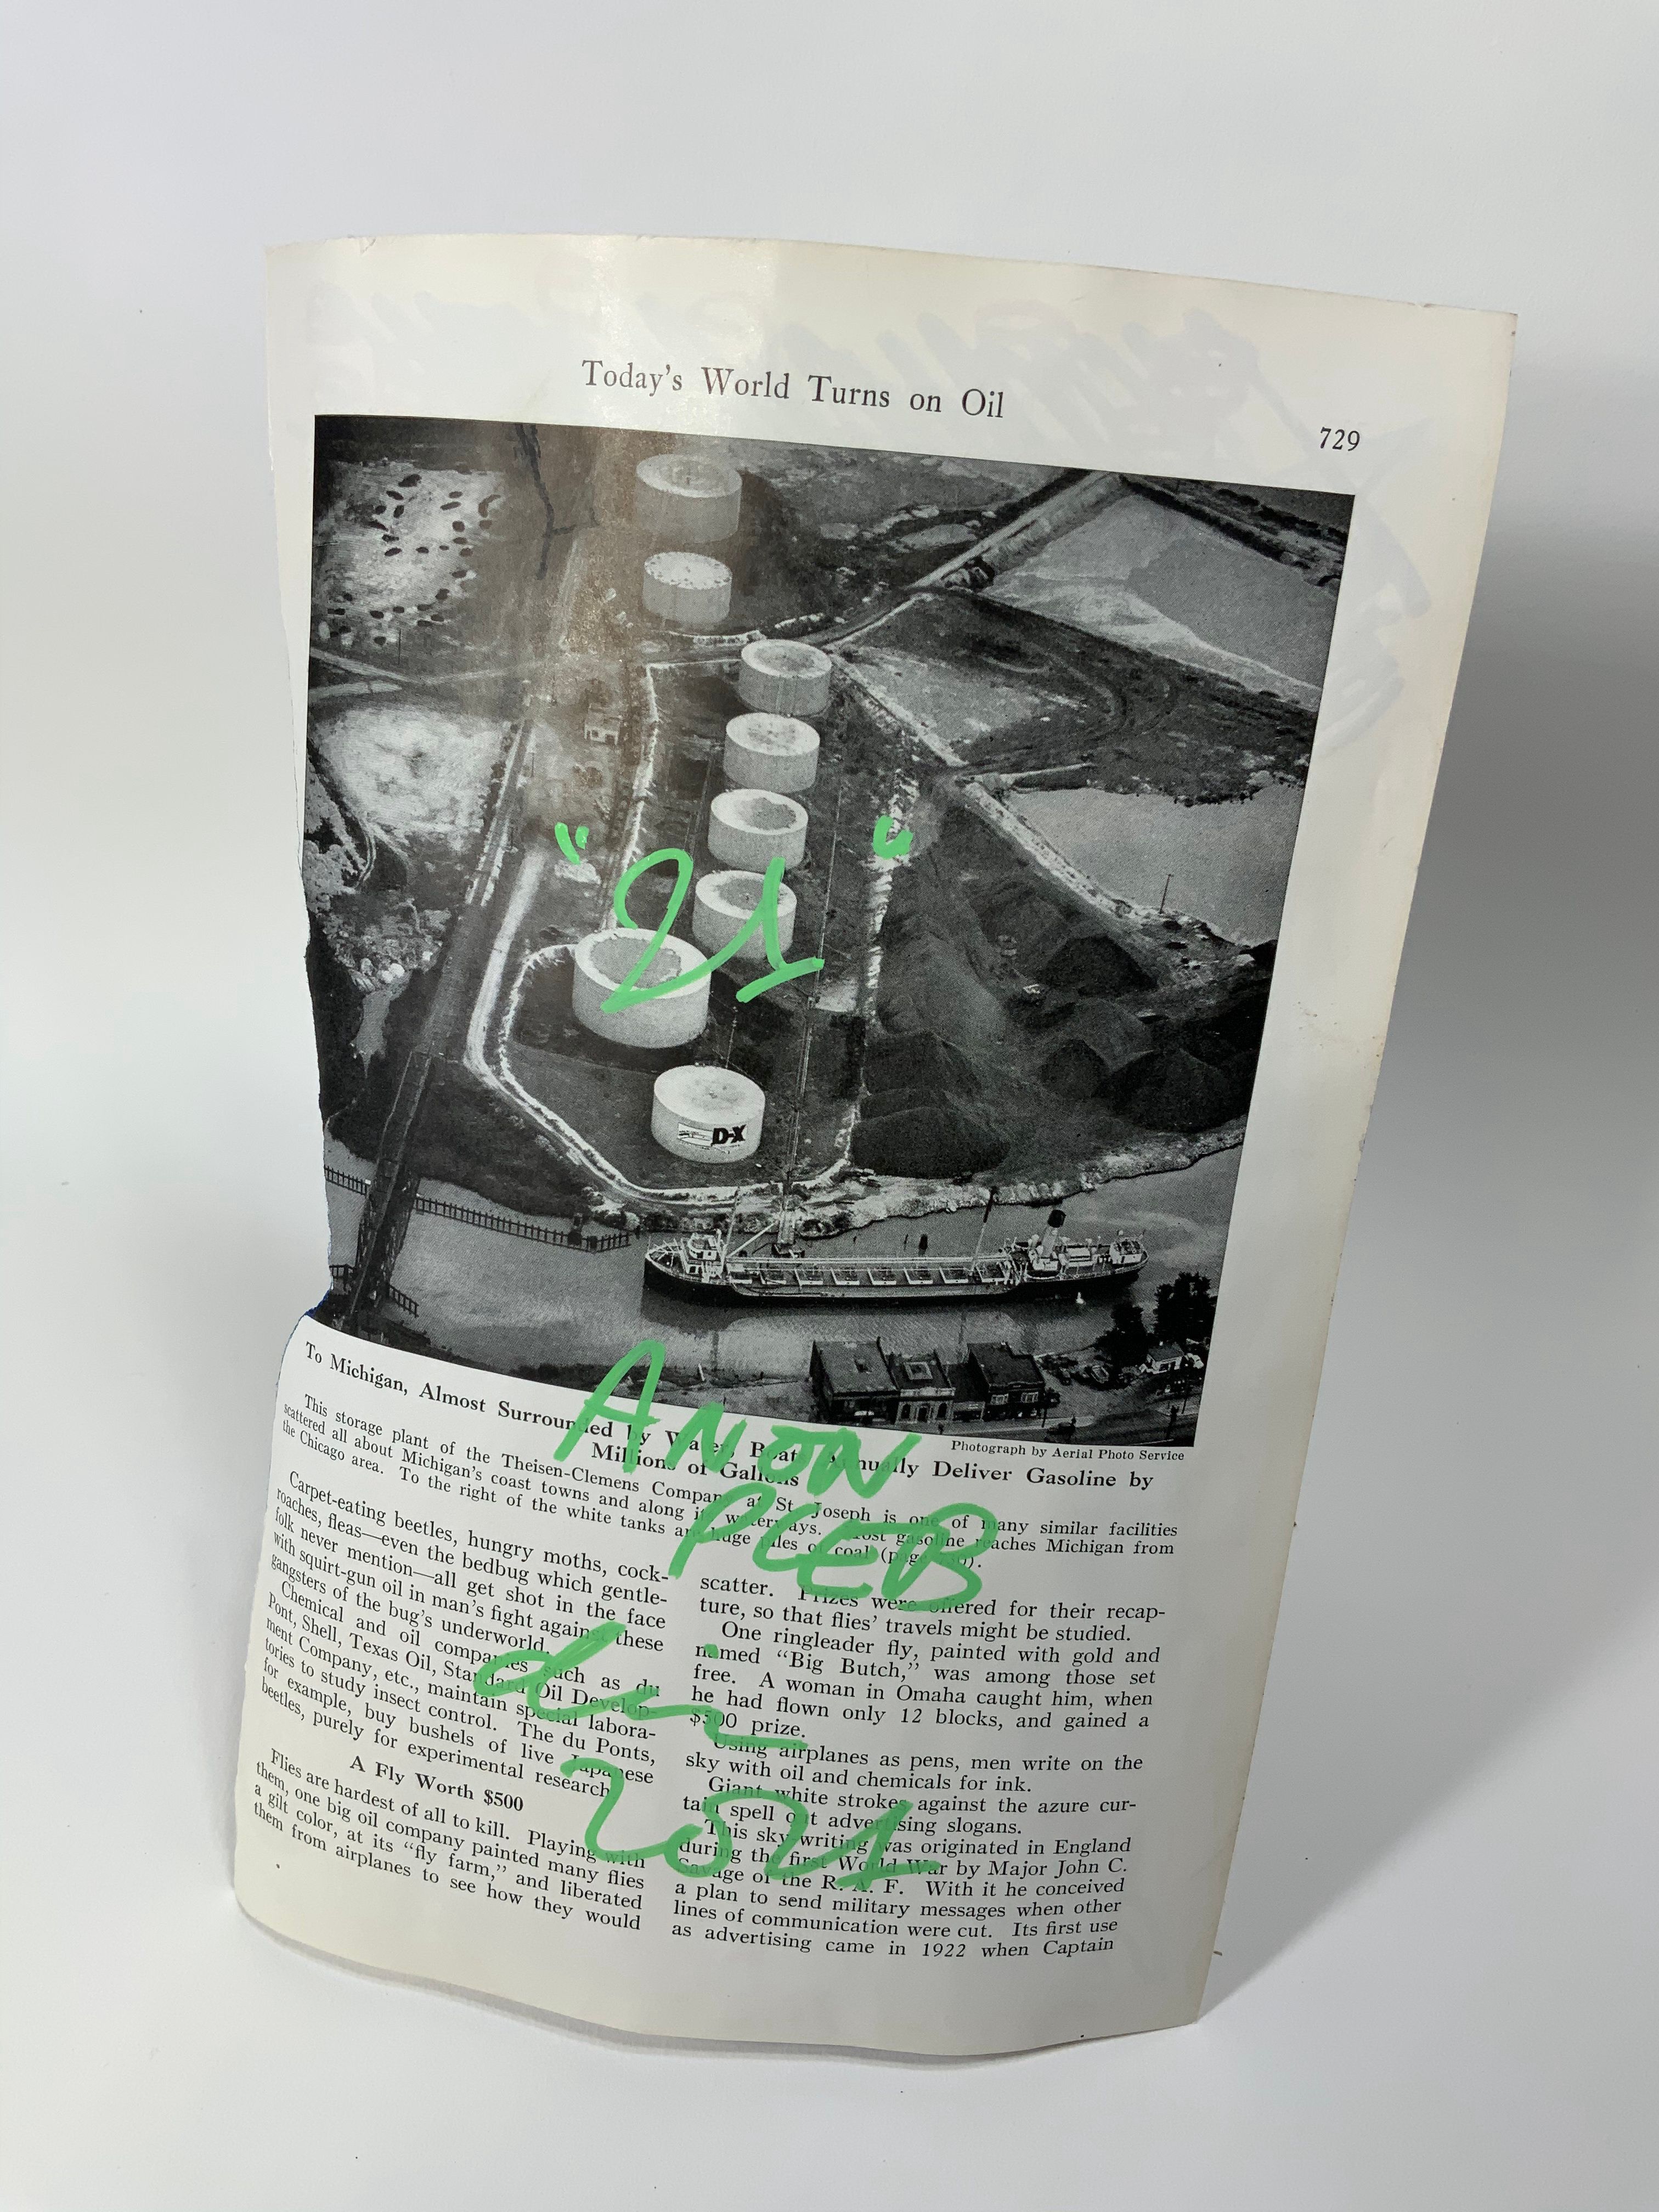 Today's World Turns on Oil
729
D-X
"21"
Photograph by Aerial Photo Service
To Michigan, Almost Surrounded by Water, Boats Annually Deliver Gasoline by
Millions of Gallons
This storage plant of the Theisen-Clemens Company at St. Joseph is one of many similar facilities
scattered all about Michigan's coast towns and along its waterways. Most gasoline reaches Michigan from
the Chicago area. To the right of the white tanks are huge piles of coal (page 730).
ANON
PLEB
2021
Carpet-eating beetles, hungry moths, cock-
roaches, fleas—even the bedbug which gentle-
folk never mention—all get shot in the face
with squirt-gun oil in man's fight against these
gangsters of the bug's underworld.
Chemical and oil companies such as du
Pont, Shell, Texas Oil, Standard Oil Develop-
ment Company, etc., maintain special labora-
tories to study insect control. The du Ponts,
for example, buy bushels of live Japanese
beetles, purely for experimental research.
A Fly Worth $500
Flies are hardest of all to kill. Playing with
them, one big oil company painted many flies
a gilt color, at its "fly farm," and liberated
them from airplanes to see how they would
scatter. Prizes were offered for their recap-
ture, so that flies' travels might be studied.
One ringleader fly, painted with gold and
named "Big Butch," was among those set
free. A woman in Omaha caught him, when
he had flown only 12 blocks, and gained a
$500 prize.
Using airplanes as pens, men write on the
sky with oil and chemicals for ink.
Giant white strokes against the azure cur-
tain spell out advertising slogans.
This sky-writing was originated in England
during the first World War by Major John C.
Savage of the R. A. F. With it he conceived
a plan to send military messages when other
lines of communication were cut. Its first use
as advertising came in 1922 when Captain